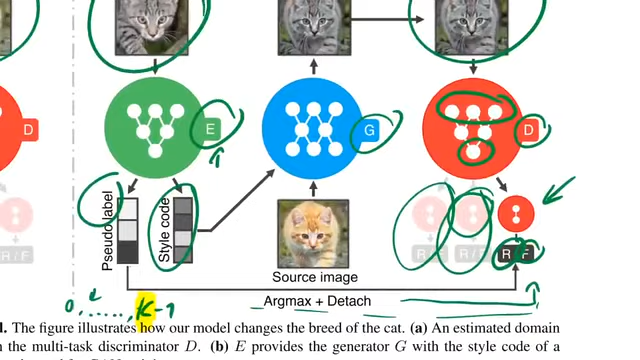 D
E
G
D
R / F
Pseudo label
Style code
R / F
R / F
R F
Source image
0, . . . . . , K-1
Argmax + Detach
The figure illustrates how our model changes the breed of the cat. (a) An estimated domain
the multi-task discriminator D. (b) E provides the generator G with the style code of a